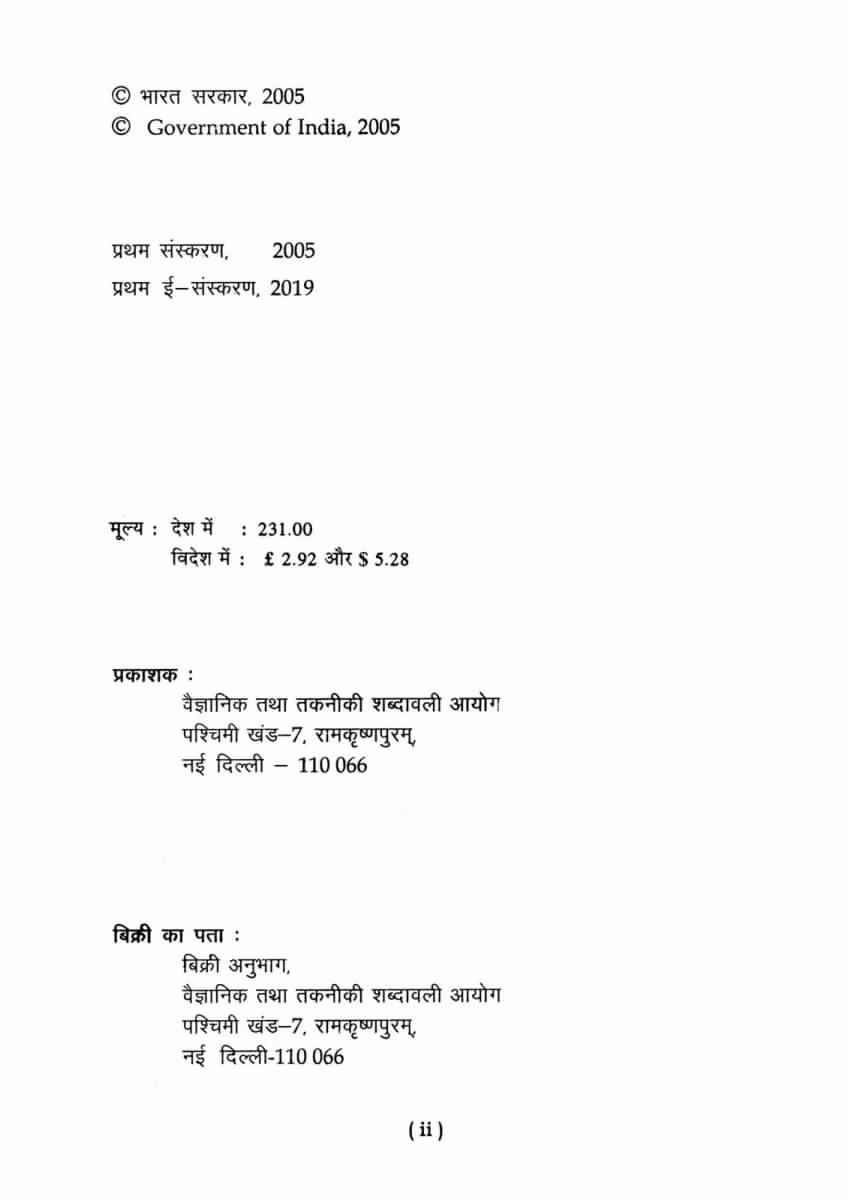 © भारत सरकार, 2005
© Government of India, 2005
प्रथम संस्करण, 2005
प्रथम ई–संस्करण, 2019
मूल्य : देश में : 231.00
विदेश में : £ 2.92 और $ 5.28
प्रकाशक :
वैज्ञानिक तथा तकनीकी शब्दावली आयोग
पश्चिमी खंड–7, रामकृष्णपुरम्,
नई दिल्ली – 110 066
बिक्री का पता :
बिक्री अनुभाग,
वैज्ञानिक तथा तकनीकी शब्दावली आयोग
पश्चिमी खंड–7, रामकृष्णपुरम्,
नई दिल्ली-110 066
( ii )